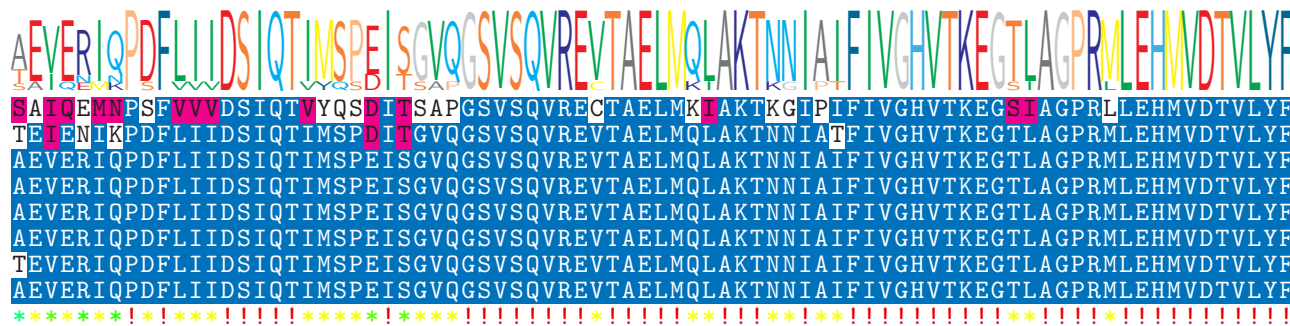 AEVERIQPDFLIIDSIQTIMSPEISGVQGSVSQVREVTAELMQLAKTNNIAIFIVGHVTKEGTLAGPRMLEHMVDTVLYF
SAIQEMNPSFVVVDSIQTVYQSDITSAPGSVSQVRECTAELMKIAKTKGIPIFIVGHVTKEGSIAGPRLLEHMVDTVLYF
TEIENIKPDFLIIDSIQTIMSPDITGVQGSVSQVREVTAELMQLAKTNNIATFIVGHVTKEGTLAGPRMLEHMVDTVLYF
AEVERIQPDFLIIDSIQTIMSPEISGVQGSVSQVREVTAELMQLAKTNNIAIFIVGHVTKEGTLAGPRMLEHMVDTVLYF
AEVERIQPDFLIIDSIQTIMSPEISGVQGSVSQVREVTAELMQLAKTNNIAIFIVGHVTKEGTLAGPRMLEHMVDTVLYF
AEVERIQPDFLIIDSIQTIMSPEISGVQGSVSQVREVTAELMQLAKTNNIAIFIVGHVTKEGTLAGPRMLEHMVDTVLYF
AEVERIQPDFLIIDSIQTIMSPEISGVQGSVSQVREVTAELMQLAKTNNIAIFIVGHVTKEGTLAGPRMLEHMVDTVLYF
TEVERIQPDFLIIDSIQTIMSPEISGVQGSVSQVREVTAELMQLAKTNNIAIFIVGHVTKEGTLAGPRMLEHMVDTVLYF
AEVERIQPDFLIIDSIQTIMSPEISGVQGSVSQVREVTAELMQLAKTNNIAIFIVGHVTKEGTLAGPRMLEHMVDTVLYF
*******!*!***!!!!!*****!****!!!!!!!!*!!!!!**!!!**!**!!!!!!!!!!**!!!!*!!!!!!!!!!!